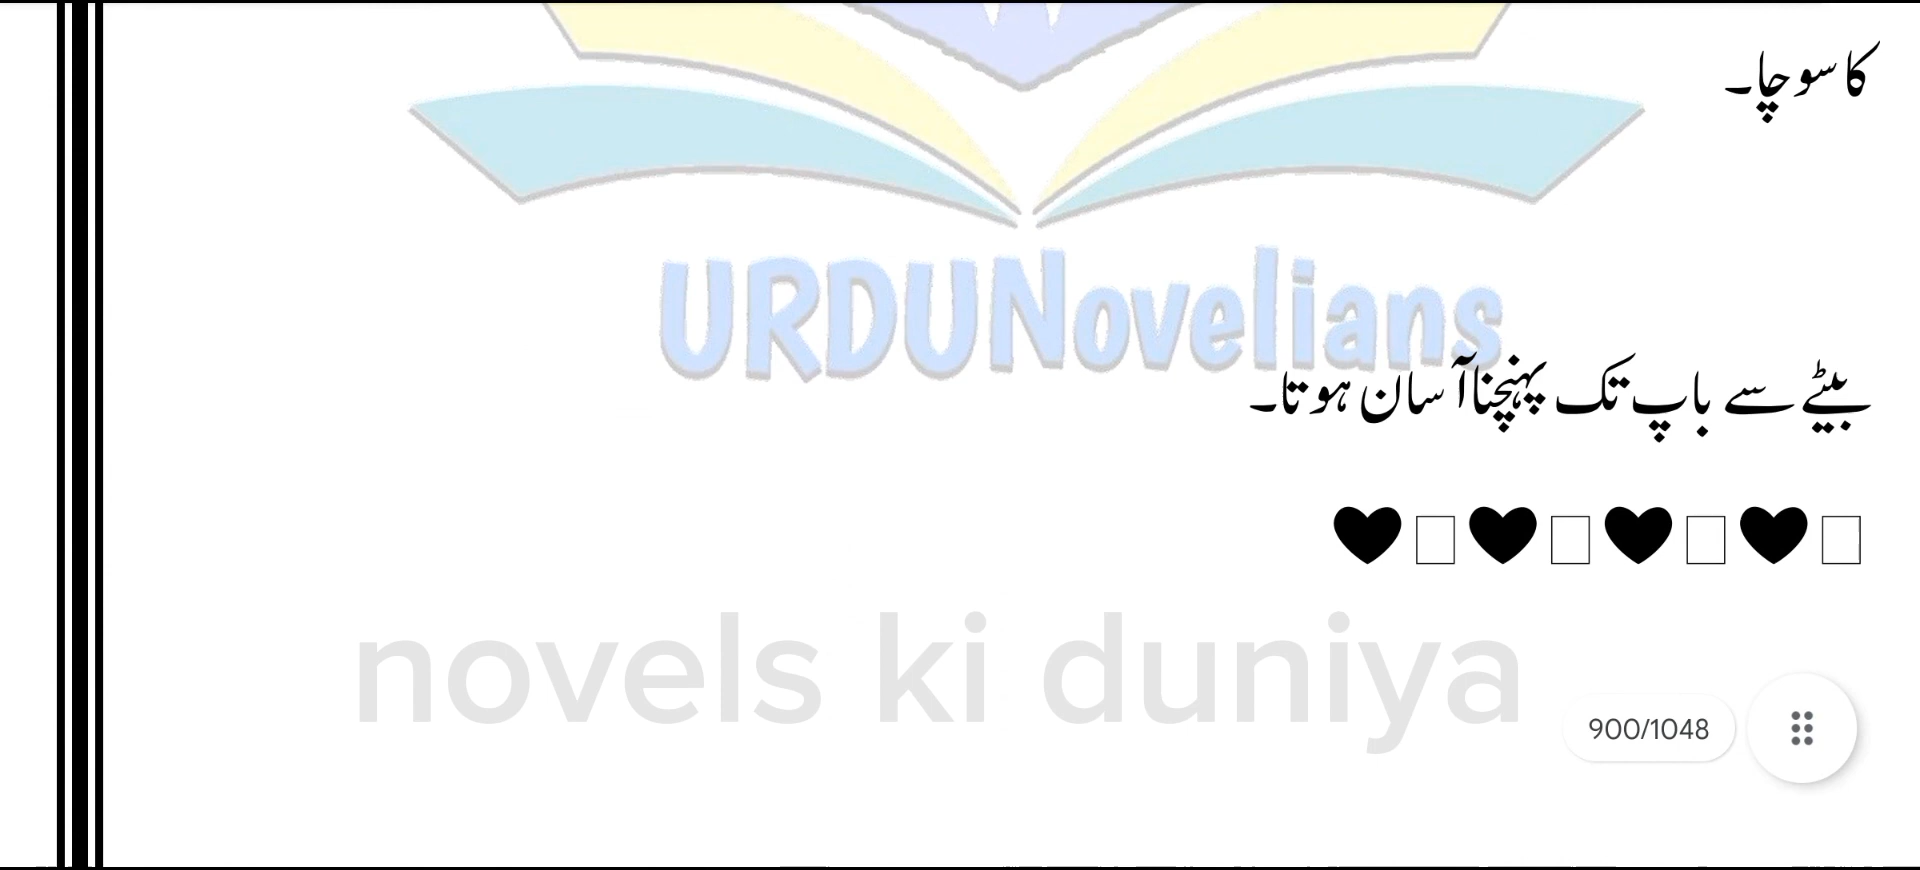 کا سوچا۔
URDUNovelians
بیٹے سے باپ تک پہنچنا آسان ہوتا۔
♥□♥□♥□♥□
novels ki duniya
900/1048